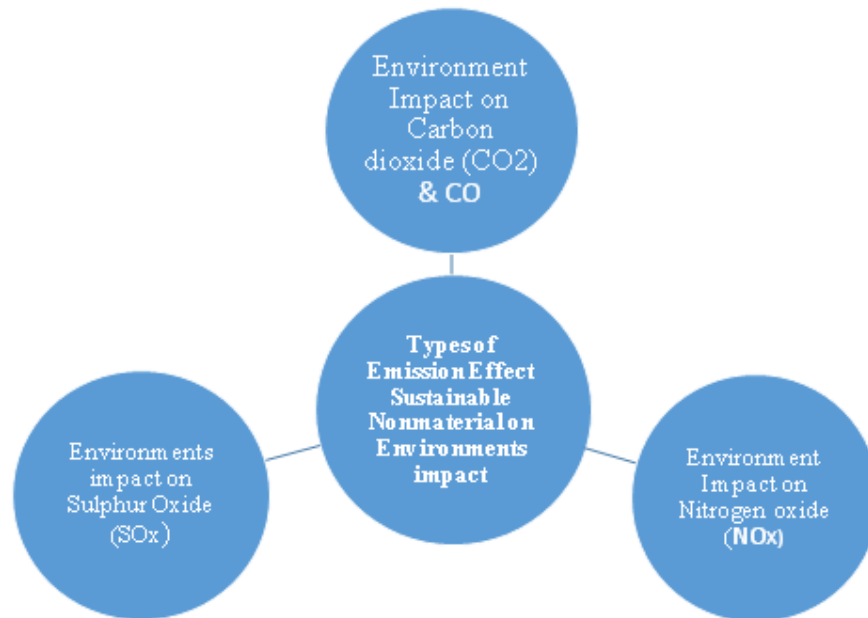 Environment
Impact on
Carbon
dioxide (CO2)
& CO
Types of
Emission Effect
Sustainable
Nonmaterial on
Environments
impact
Environments
impact on
Sulphur Oxide
(SOx)
Environment
Impact on
Nitrogen oxide
(NOx)